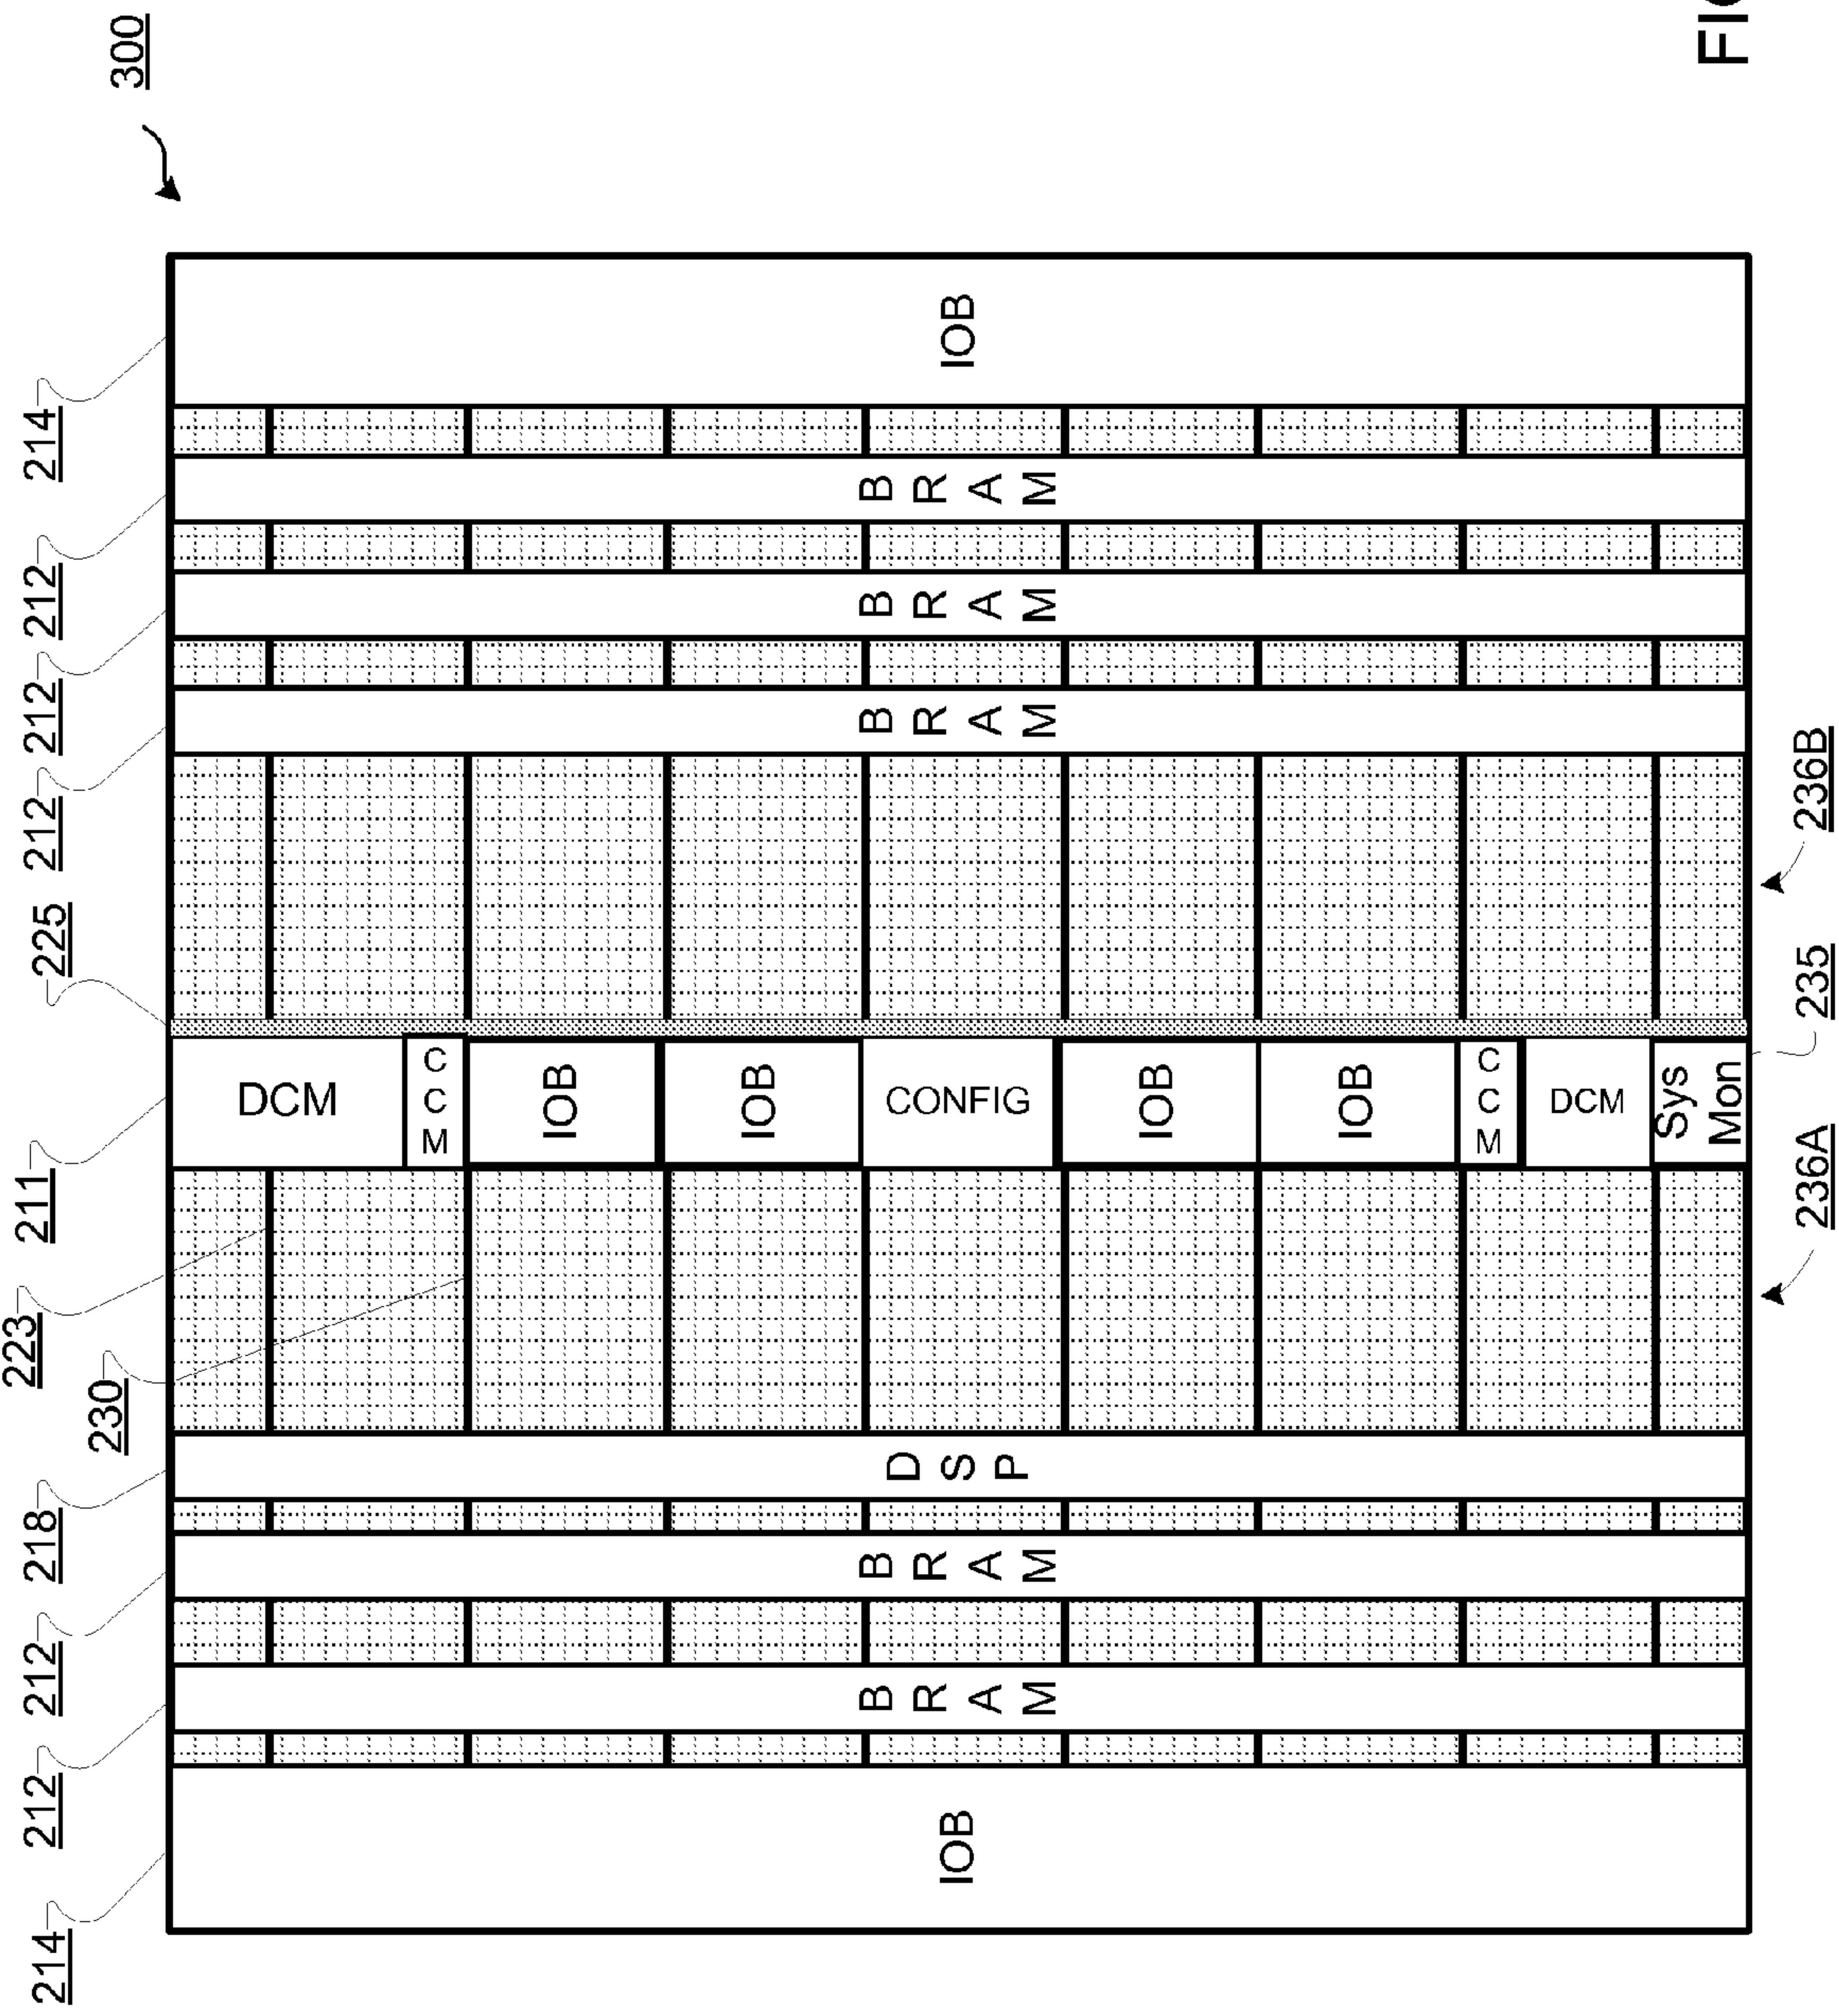 300
214
212
212
218
230
223
211
225
212
212
212
214
IOB
BRAM
BRAM
DSP
DCM
CCM
IOB
IOB
CONFIG
IOB
IOB
CCM
DCM
Sys
Mon
BRAM
BRAM
BRAM
IOB
236A
235
236B